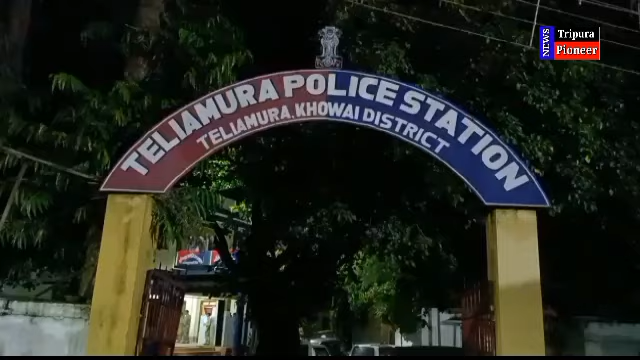 TELIAMURA POLICE STATION
TELIAMURA. KHOWAI DISTRICT
NEWS
Tripura
Pioneer